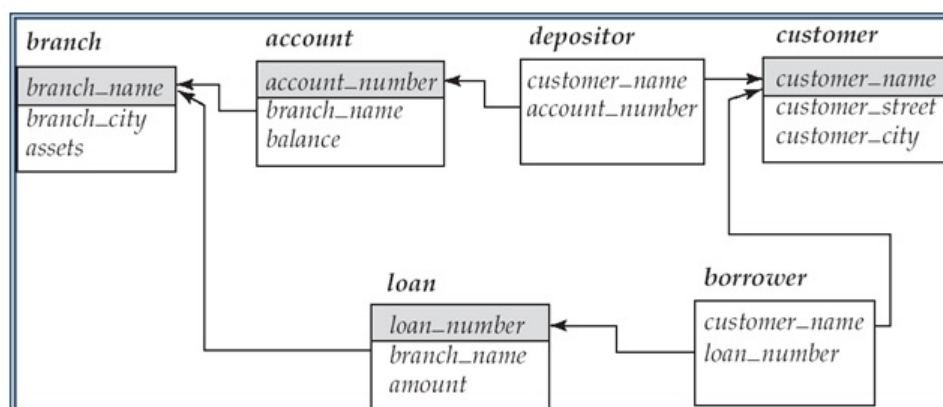 branch
branch_name
branch_city
assets
account
account_number
branch_name
balance
depositor
customer_name
account_number
customer
customer_name
customer_street
customer_city
loan
loan_number
branch_name
amount
borrower
customer_name
loan_number